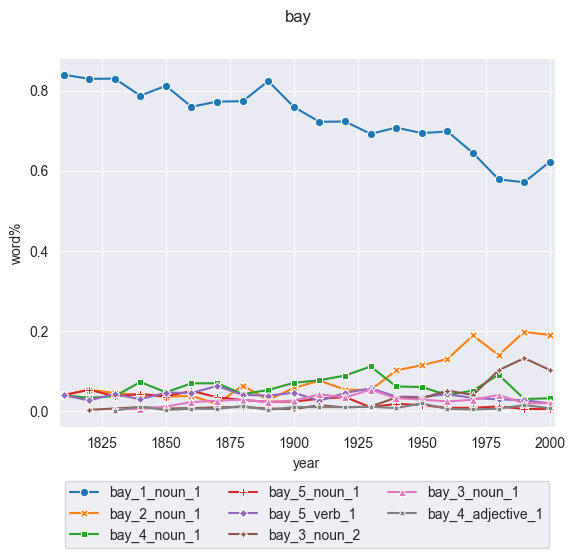 bay
0.8
0.6
0.4
0.2
0.0
word%
1825 1850 1875 1900 1925 1950 1975 2000
year
bay_1_noun_1 bay_5_noun_1 bay_3_noun_1
bay_2_noun_1 bay_5_verb_1 bay_4_adjective_1
bay_4_noun_1 bay_3_noun_2